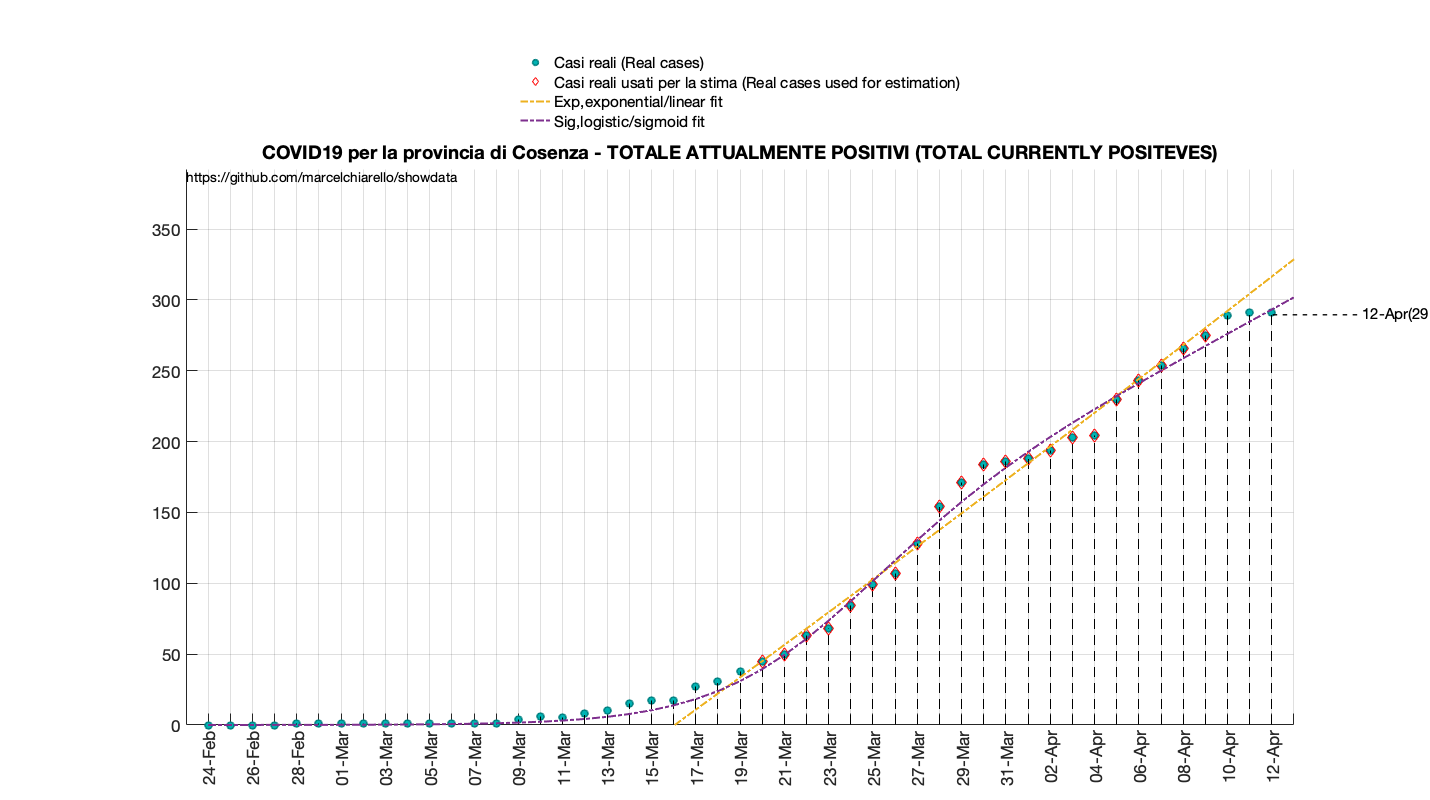 Casi reali (Real cases)
Casi reali usati per la stima (Real cases used for estimation)
Exp,exponential/linear fit
Sig,logistic/sigmoid fit
COVID19 per la provincia di Cosenza - TOTALE ATTUALMENTE POSITIVI (TOTAL CURRENTLY POSITEVES)
https://github.com/marcelchiarello/showdata
350
300
12-Apr(29
250
200
150
100
50
0
24-Feb
26-Feb
28-Feb
01-Mar
03-Mar
05-Mar
07-Mar
09-Mar
11-Mar
13-Mar
15-Mar
17-Mar
19-Mar
21-Mar
23-Mar
25-Mar
27-Mar
29-Mar
31-Mar
02-Apr
04-Apr
06-Apr
08-Apr
10-Apr
12-Apr